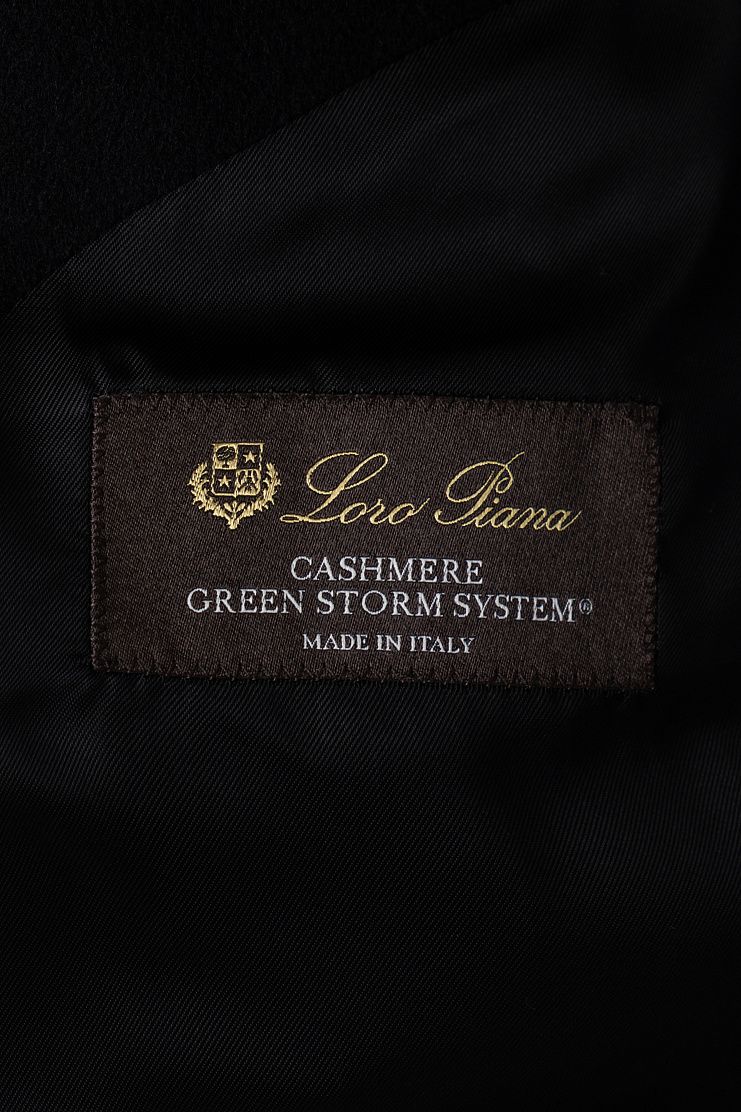 Loro Piana
CASHMERE
GREEN STORM SYSTEM®
MADE IN ITALY